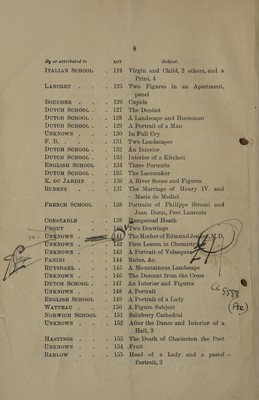 8
By or attributed to LOT Subject.
ITALIAN SCHOOL . 124 Virgin and Child, 2 others, and a
Print, 4
LANCRET . . . 125 Two Figures in an Apartment,
panel
BOUCHER . . . 126 Cupids
DUTCH SCHOOL . . 127 The Dentist
DUTCH SCHOOL . . 128 A Landscape and Horseman
DUTCH SCHOOL . . 129 A Portrait of a Man
UNKNOWN . . . 130 In Full Cry
F. B. . . . 131 Two Landscapes
DUTCH SCHOOL . . 132 An Interior
DUTCH SCHOOL . . 133 Interior of a Kitchen
ENGLISH SCHOOL . 134 Three Portraits
DUTCH SCHOOL . . 135 The Lacemaker
K. DU JARDIN . . 136 A River Scene and Figures
RUBENS . . . 137 The Marriage of Henry IV. and
Marie de Medici
FRENCH SCHOOL . 138 Portraits of Philippe Strozzi and
Jean Dorat, Poet Laureate
CONSTABLE . . 139 Hampstead Heath
PROUT . . . 140 Two Drawings
UNKNOWN . . . 141 The Mother of Edmund M.D.
UNKNOWN . . . 142 First Lesson in Chemistry
UNKNOWN . . . 143 A Portrait of Velasquez
PANINI . . . 144 Ruins, &c.
RUYSDAEL . . . 145 A Mountainous Landscape
UNKNOWN . . . 146 The Descent from the Cross
DUTCH SCHOOL . . 147 An Interior and Figures
UNKNOWN . . . 148 A Portrait
ENGLISH SCHOOL . 149 A Portrait of a Lady
WATTEAU . . . 150 A Figure Subject
NORWICH SCHOOL . 151 Salisbury Cathedral
UNKNOWN . . . 152 After the Dance and Interior of a
Hall, 2
HASTINGS . . . 153 The Death of Chacterton the Poet
UNKNOWN . . . 154 Fruit
BARLOW . . . 155 Head of a Lady and a pastel
Portrait, 2